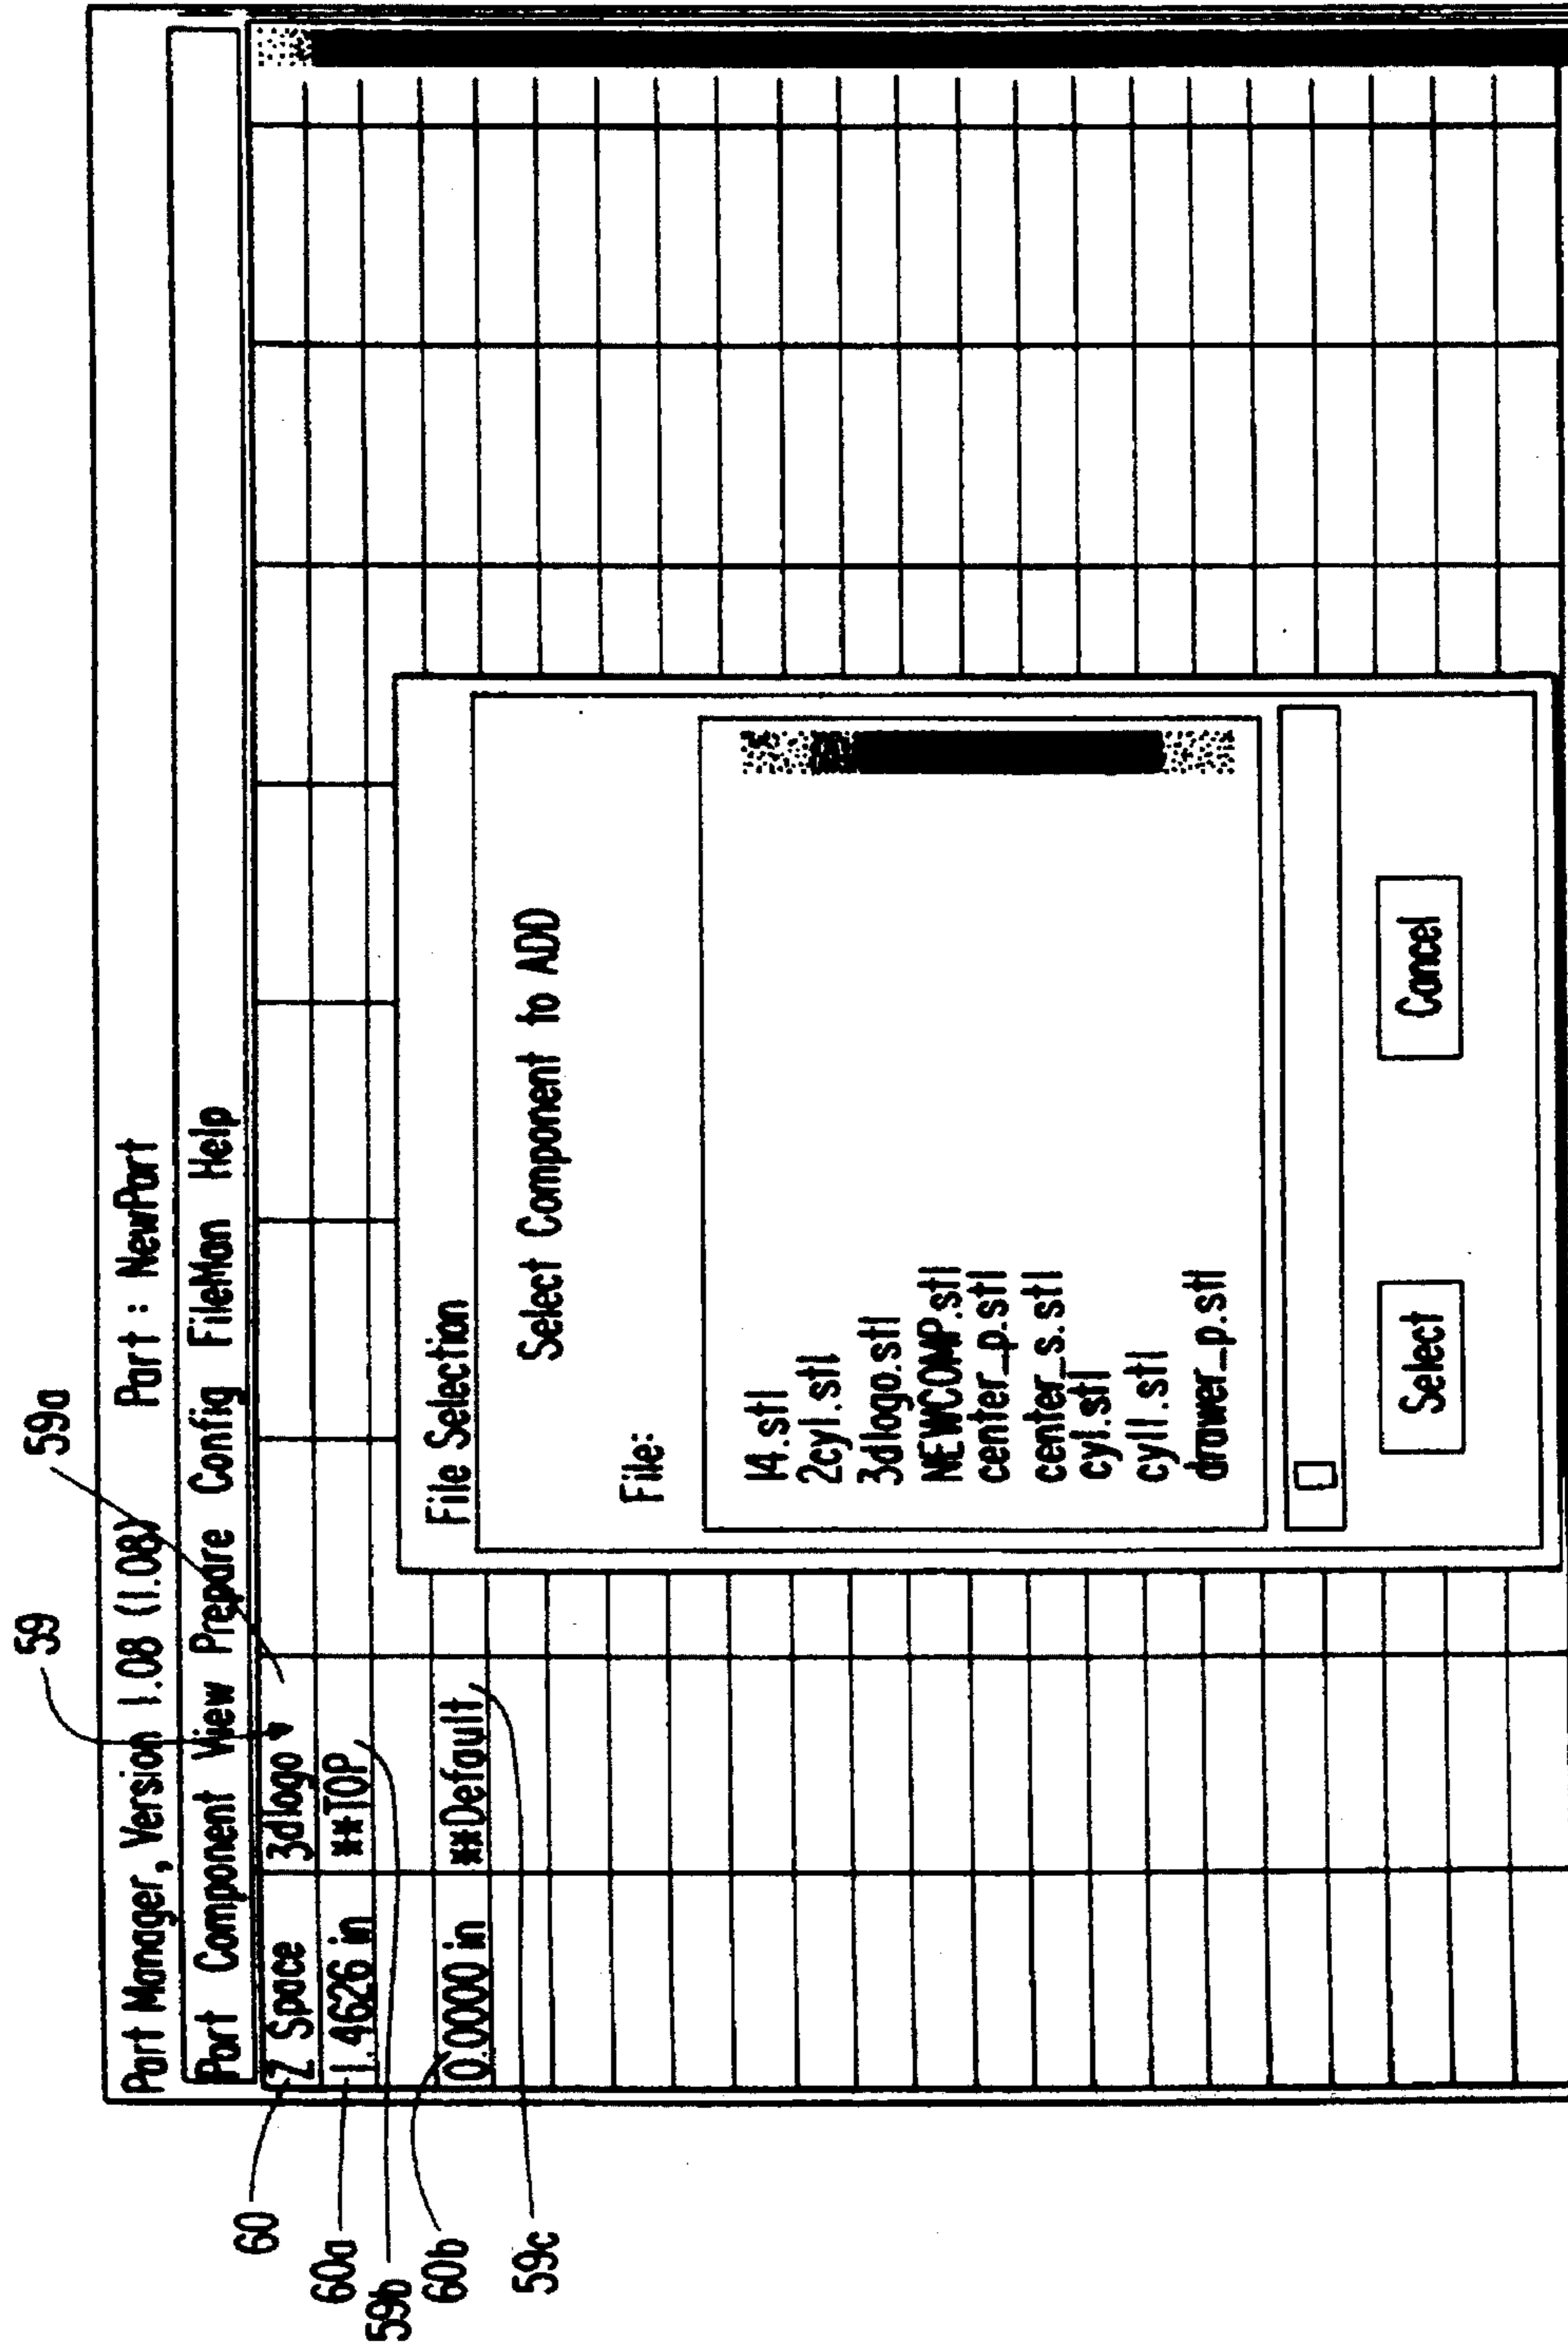 59
59a
Part Manager, Version 1.08 (1.08) Part : NewPart
Part Component View Prepare Config FileMan Help
60
Z Space 3dlogo
60a
1.4626 in **TOP
59b
60b
0.0000 in **Default
59c
File Selection
Select Component to ADD
File:
14.stl
2cyl.stl
3dlogo.stl
NEWCOMP.stl
center_p.stl
center_s.stl
cyl.stl
cyll.stl
drawer_p.stl
Select Cancel